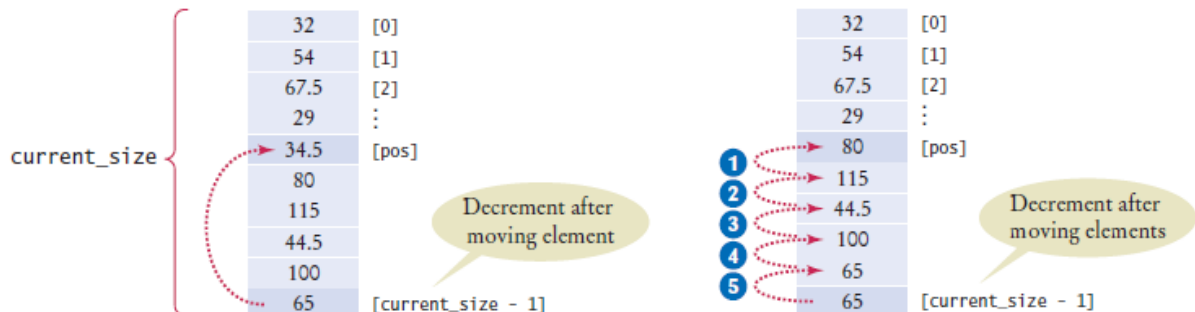 current_size
32 [0]
54 [1]
67.5 [2]
29 ⋮
34.5 [pos]
80
115
44.5
100
65 [current_size - 1]
Decrement after
moving element
32 [0]
54 [1]
67.5 [2]
29 ⋮
80 [pos]
115
44.5
100
65
65 [current_size - 1]
1
2
3
4
5
Decrement after
moving elements